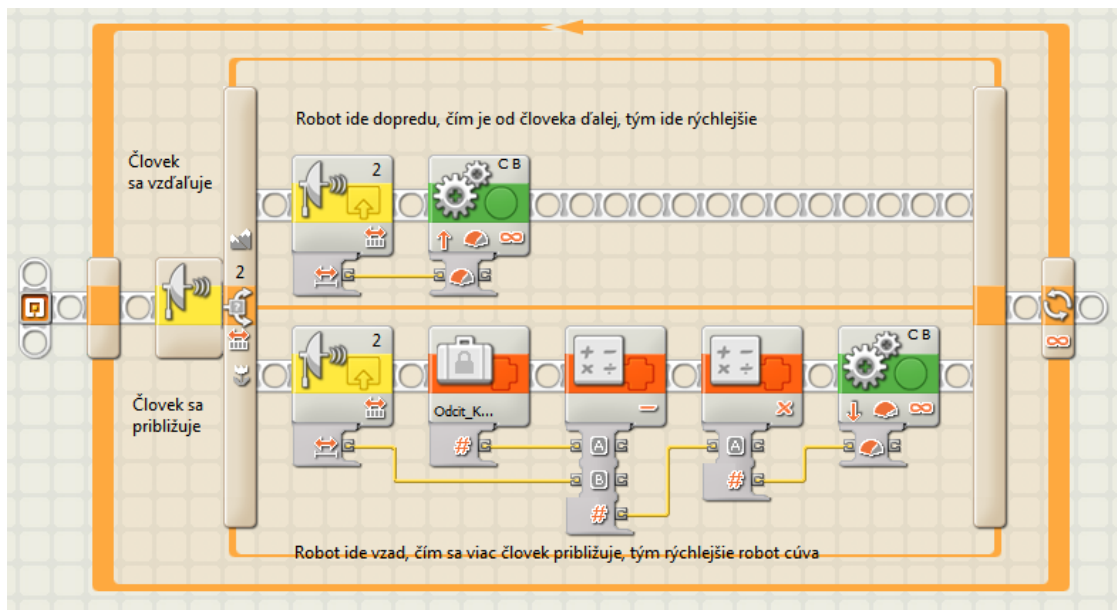 Robot ide dopredu, čím je od človeka ďalej, tým ide rýchlejšie
Človek
sa vzďaľuje
2
C B
2
2
C B
Odcit_K...
A
A
B
#
#
#
Človek sa
približuje
Robot ide vzad, čím sa viac človek približuje, tým rýchlejšie robot cúva